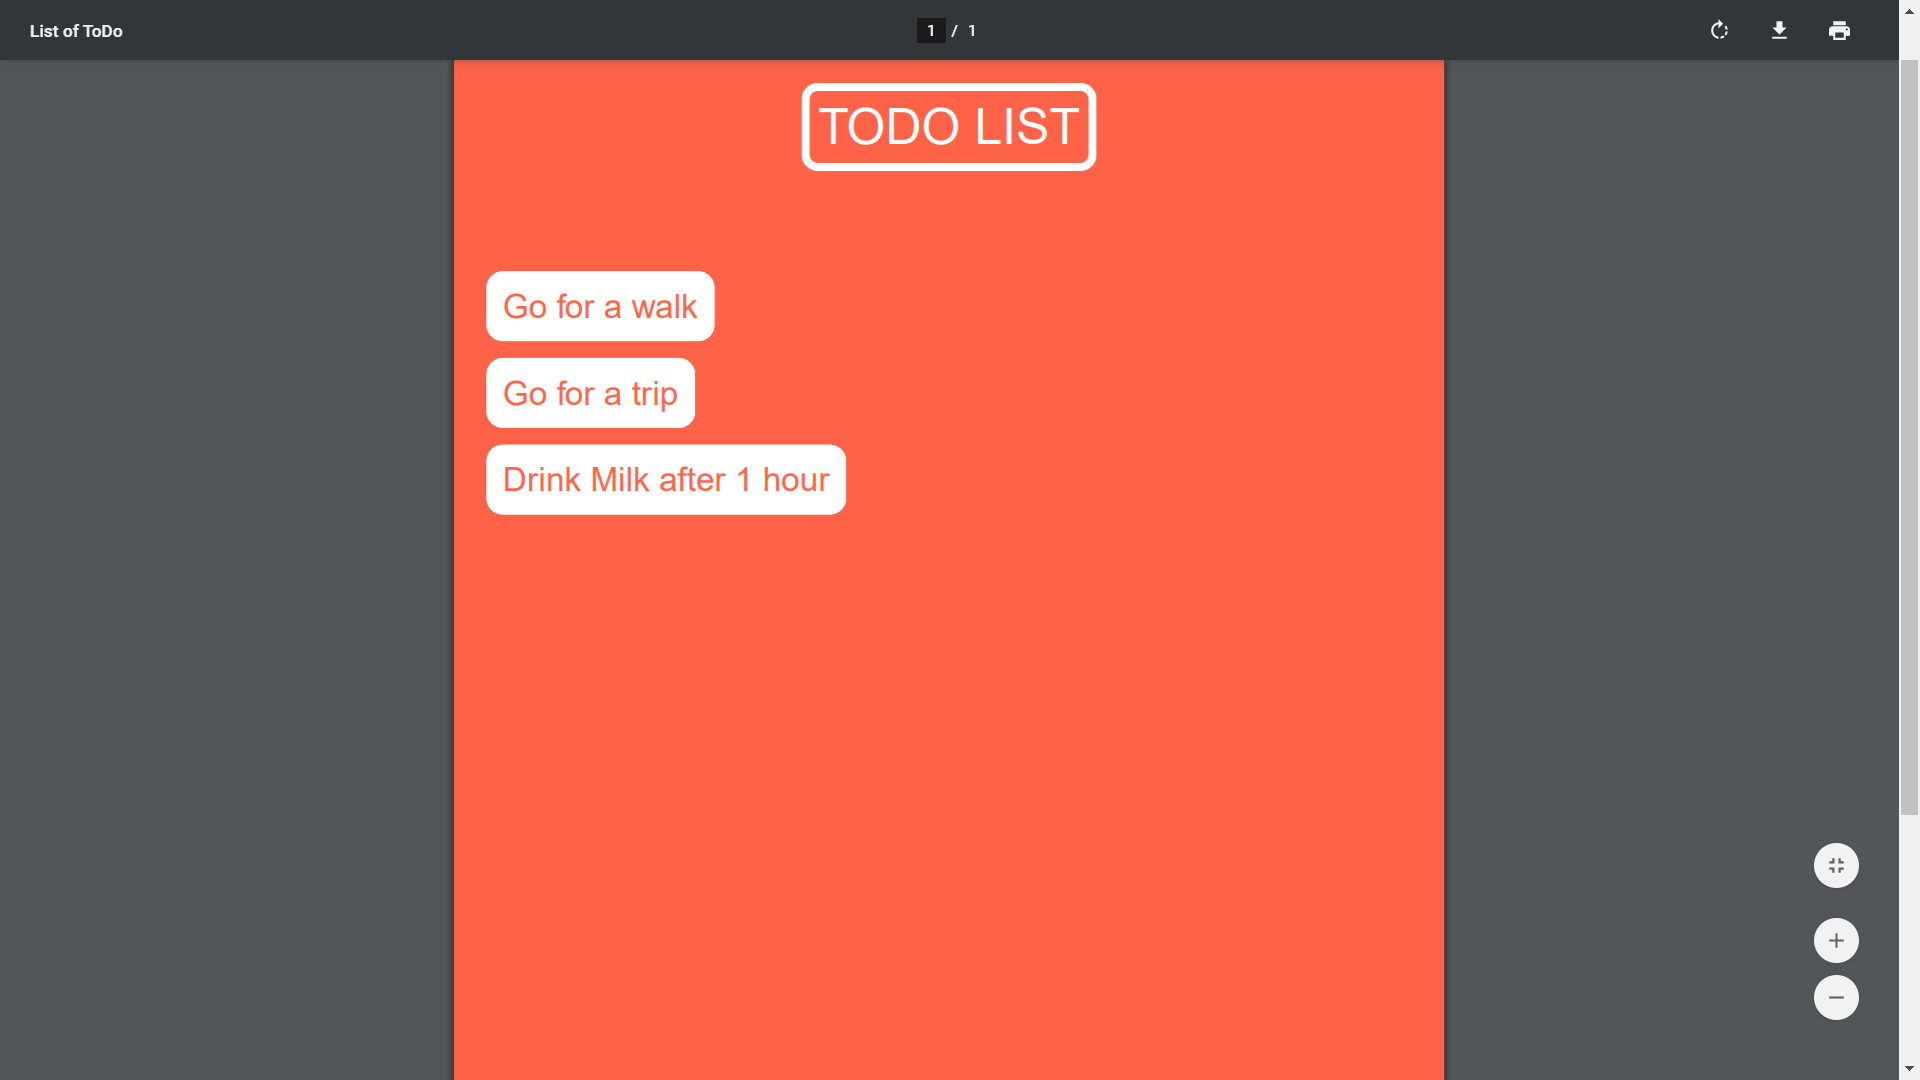 List of ToDo
1 / 1
TODO LIST
Go for a walk
Go for a trip
Drink Milk after 1 hour